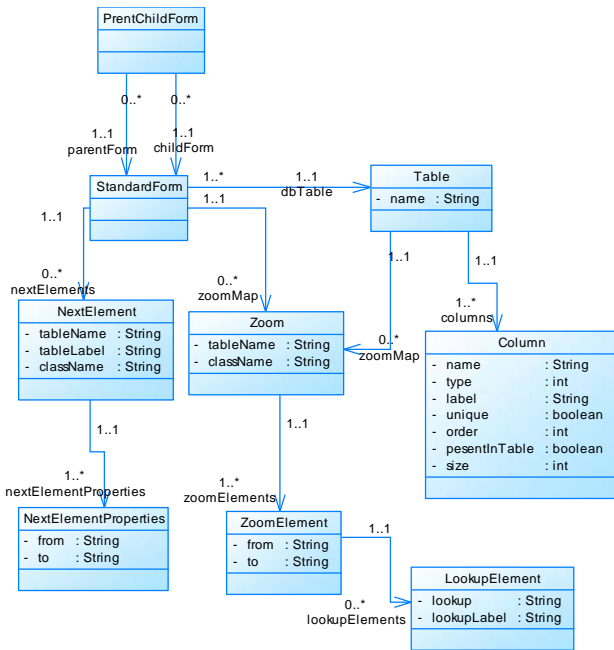 PrentChildForm
0..*
0..*
1..1
parentForm
1..1
childForm
StandardForm
1..*
1..1
dbTable
Table
- name : String
1..1
1..1
1..1
1..1
0..*
nextElements
0..*
zoomMap
0..*
zoomMap
1..*
columns
NextElement
- tableName : String
- tableLabel : String
- className : String
Zoom
- tableName : String
- className : String
Column
- name : String
- type : int
- label : String
- unique : boolean
- order : int
- pesentInTable : boolean
- size : int
1..1
1..1
1..*
nextElementProperties
1..*
zoomElements
NextElementProperties
- from : String
- to : String
ZoomElement
- from : String
- to : String
1..1
0..*
lookupElements
LookupElement
- lookup : String
- lookupLabel : String